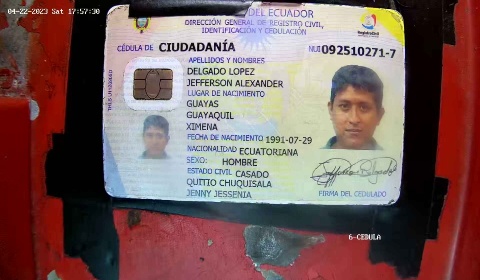 04-22-2023 Sat 17:57:30
DEL ECUADOR
DIRECCIÓN GENERAL DE REGISTRO CIVIL,
IDENTIFICACIÓN Y CEDULACIÓN
CÉDULA DE CIUDADANÍA
NUI 092510271-7
APELLIDOS Y NOMBRES
DELGADO LOPEZ
JEFFERSON ALEXANDER
LUGAR DE NACIMIENTO
GUAYAS
GUAYAQUIL
XIMENA
FECHA DE NACIMIENTO 1991-07-29
NACIONALIDAD ECUATORIANA
SEXO: HOMBRE
ESTADO CIVIL CASADO
QUITIO CHUQUISALA
JENNY JESSENIA
FIRMA DEL CEDULADO
6-CEDULA